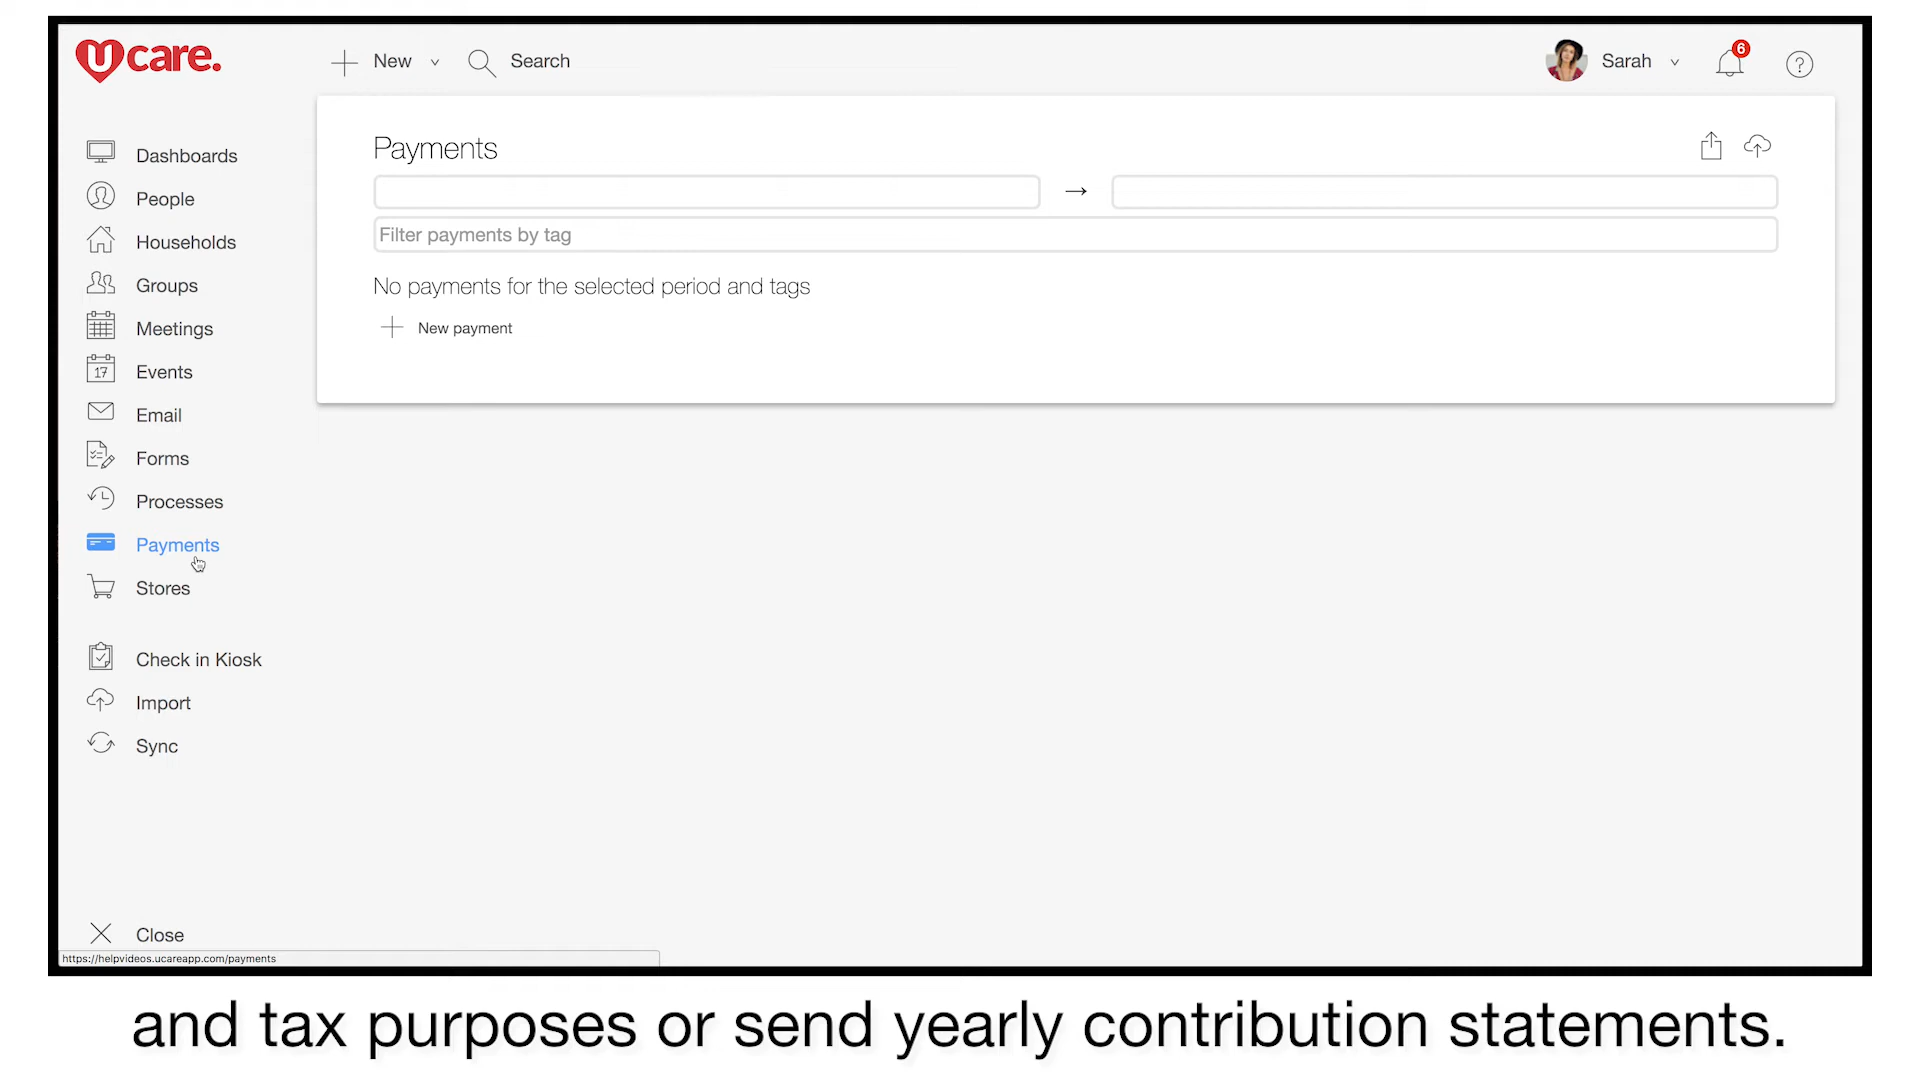 Ucare.
New
Search
Sarah
6
?
Dashboards
People
Households
Groups
Meetings
17
Events
Email
Forms
Processes
Payments
Stores
Check in Kiosk
Import
Sync
Close
Payments
→
Filter payments by tag
No payments for the selected period and tags
New payment
https://helpvideos.ucareapp.com/payments
and tax purposes or send yearly contribution statements.